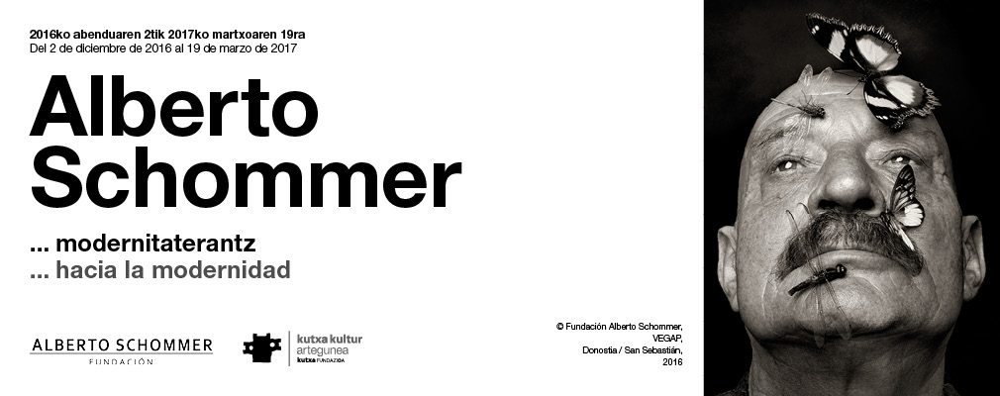 2016ko abenduaren 2tik 2017ko martxoaren 19ra
Del 2 de diciembre de 2016 al 19 de marzo de 2017
Alberto
Schommer
... modernitaterantz
... hacia la modernidad
ALBERTO SCHOMMER
FUNDACIÓN
kutxa kultur
artegunea
kutxa FUNDAZIOA
© Fundación Alberto Schommer,
VEGAP,
Donostia / San Sebastián,
2016